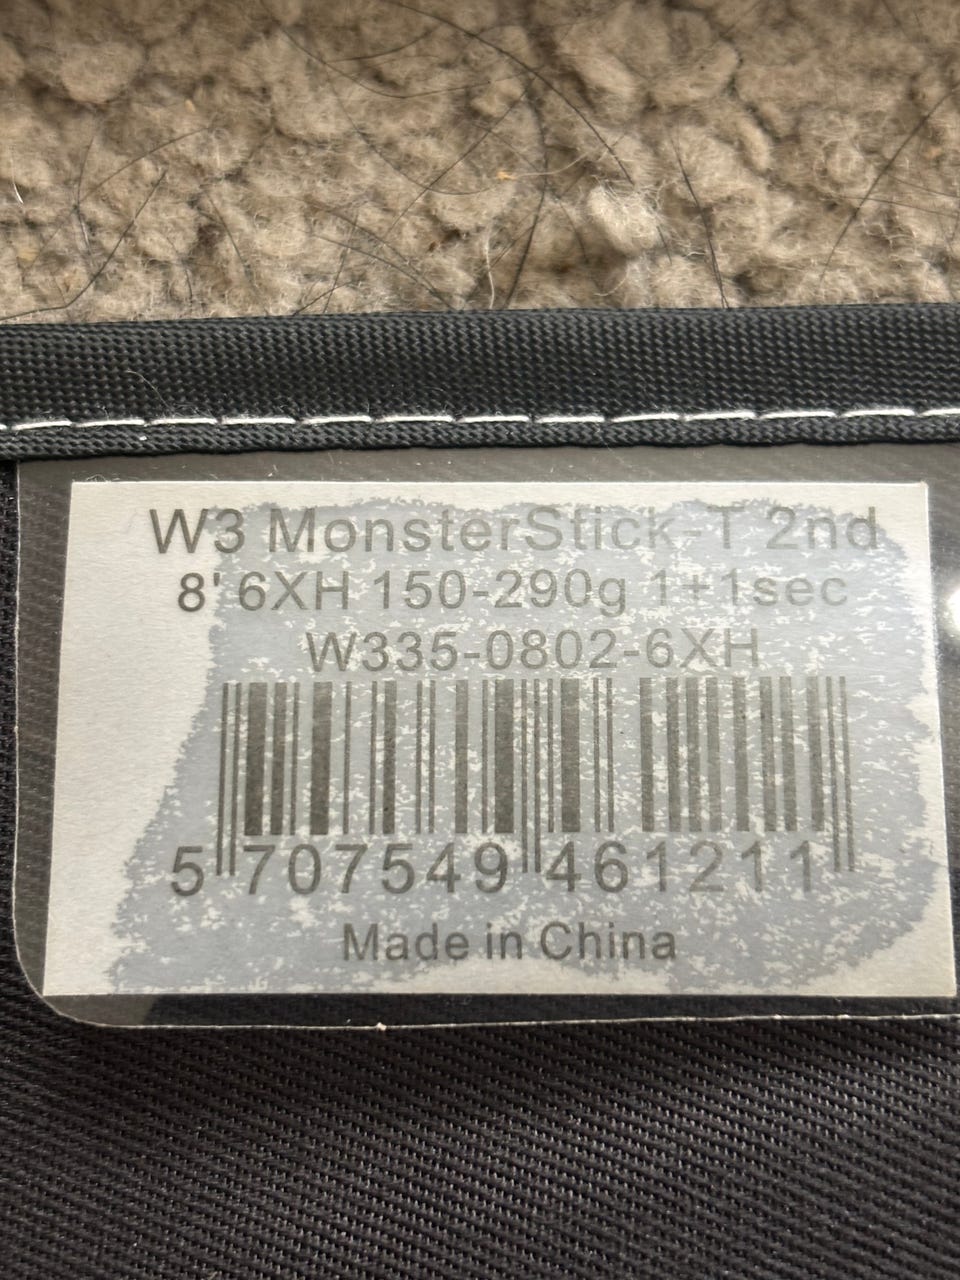 W3 MonsterStick-T 2nd
8' 6XH 150-290g 1+1sec
W335-0802-6XH
5 707549 461211
Made in China